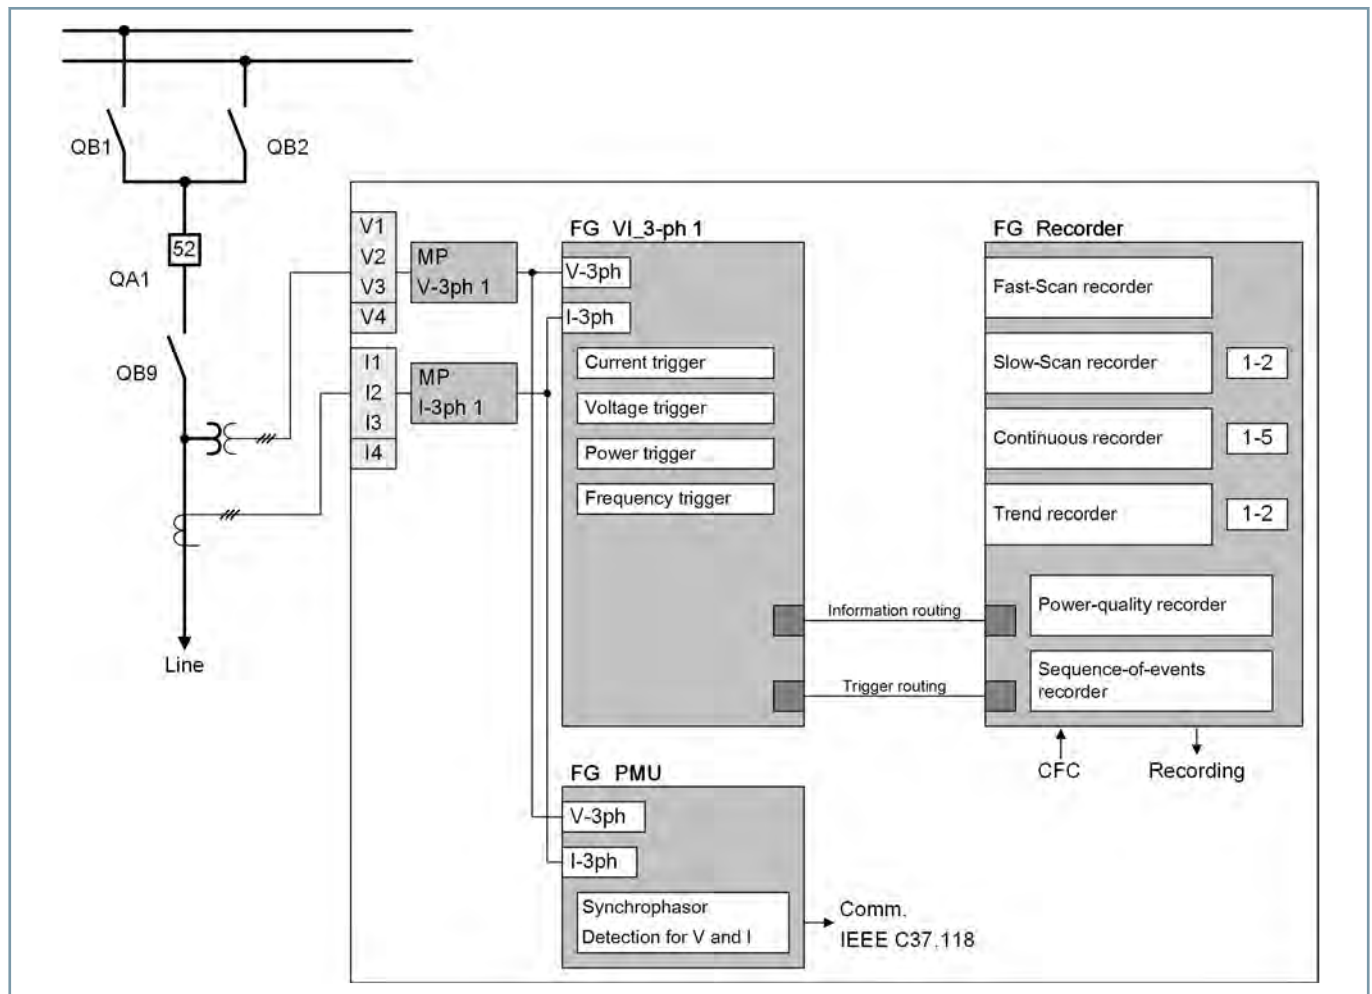 QB1
QB2
52
QA1
QB9
Line
V1
V2
V3
V4
I1
I2
I3
I4
MP
V-3ph 1
MP
I-3ph 1
FG VI_3-ph 1
V-3ph
I-3ph
Current trigger
Voltage trigger
Power trigger
Frequency trigger
Information routing
Trigger routing
FG Recorder
Fast-Scan recorder
Slow-Scan recorder
1-2
Continuous recorder
1-5
Trend recorder
1-2
Power-quality recorder
Sequence-of-events
recorder
CFC
Recording
FG PMU
V-3ph
I-3ph
Synchrophasor
Detection for V and I
Comm.
IEEE C37.118